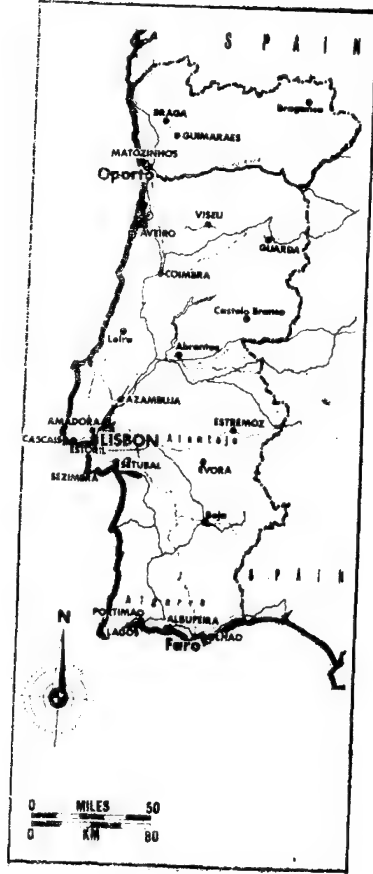 SPAIN
BRAGA
Bragança
GUIMARAES
MATOZINHOS
Oporto
VISEU
AVEIRO
GUARDA
COIMBRA
Castelo Branco
Leiria
Abrantes
AZAMBUJA
AMADORA
ESTREMOZ
CASCAIS
LISBON
Alentejo
ESTORIL
SETUBAL
EVORA
SEZIMBRA
Beja
SPAIN
Algarve
PORTIMAO
ALBUFEIRA
LAGOS
OLHAO
Faro
N
0 MILES 50
0 KM 80